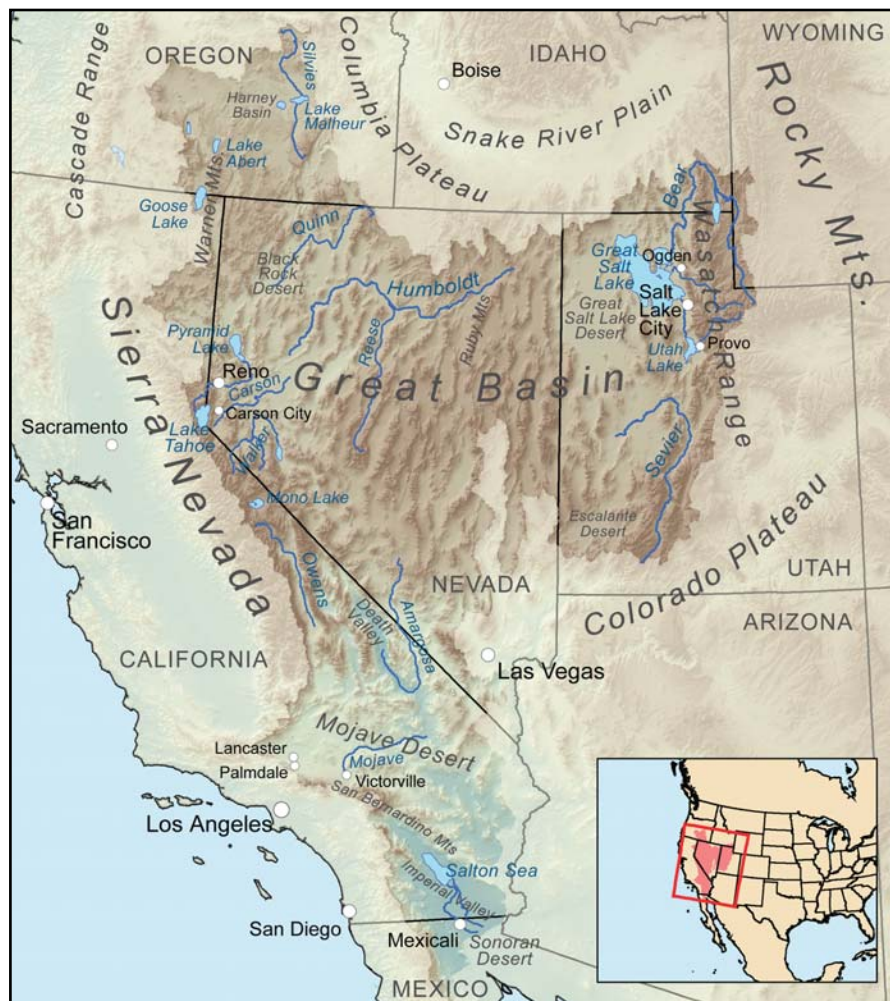 WYOMING
OREGON
IDAHO
Cascade Range
Silvies
Columbia Plateau
Boise
Rocky Mts.
Harney
Basin
Lake
Malheur
Snake River Plain
Lake
Abert
Warner Mts.
Goose
Lake
Bear
Quinn
Wasatch Range
Black
Rock
Desert
Great
Salt
Lake
Ogden
Humboldt
Salt
Lake
City
Great
Salt Lake
Desert
Ruby Mts
Sierra Nevada
Pyramid
Lake
Reese
Utah
Lake
Provo
Reno
Great Basin
Carson
Carson City
Lake
Tahoe
Walker
Sacramento
Sevier
Mono Lake
San
Francisco
Escalante
Desert
Colorado Plateau
Owens
UTAH
NEVADA
Death
Valley
Amargosa
ARIZONA
CALIFORNIA
Las Vegas
Mojave Desert
Lancaster
Palmdale
Mojave
Victorville
San Bernardino Mts
Los Angeles
Salton Sea
Imperial Valley
San Diego
Mexicali
Sonoran
Desert
MEXICO